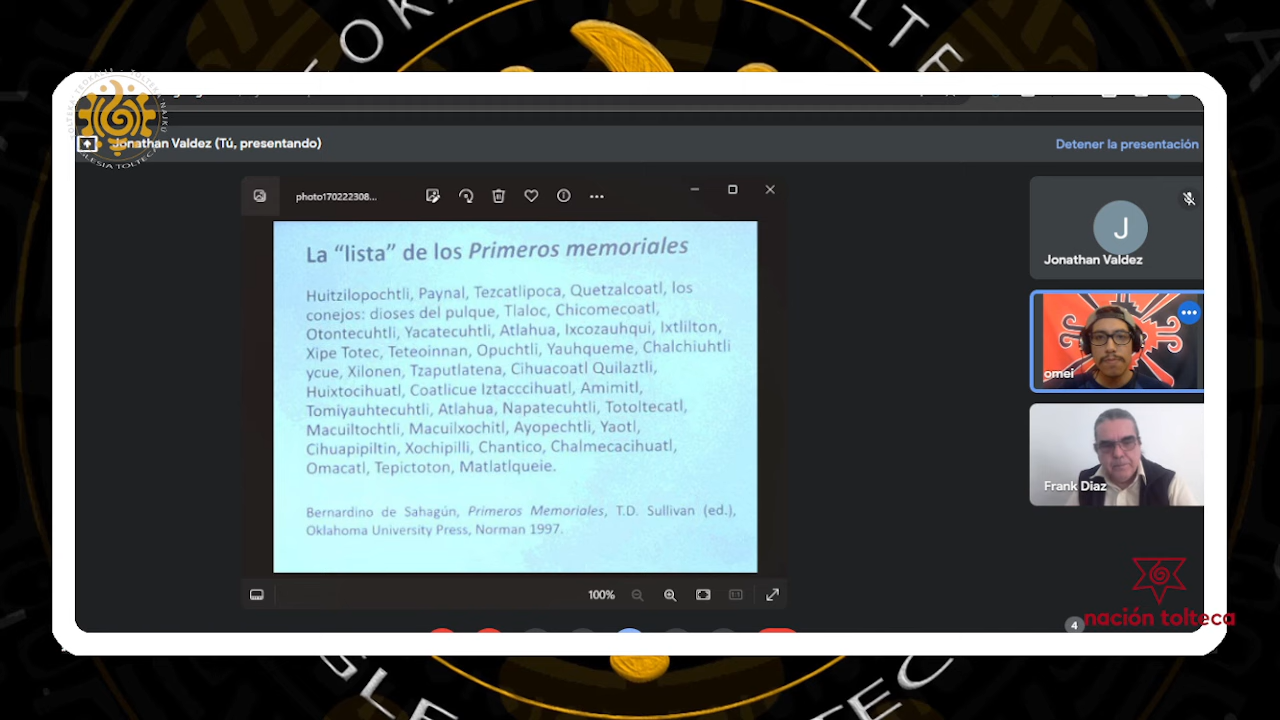 Jonathan Valdez (Tú, presentando)
Detener la presentación
photo170222308...
La “lista” de los Primeros memoriales
Huitzilopochtli, Paynal, Tezcatlipoca, Quetzalcoatl, los
conejos: dioses del pulque, Tlaloc, Chicomecoatl,
Otontecuhtli, Yacatecuhtli, Atlahua, Ixcozauhqui, Ixtlilton,
Xipe Totec, Teteoinnan, Opuchtli, Yauhqueme, Chalchiuhtli
ycue, Xilonen, Tzaputlatena, Cihuacoatl Quilaztli,
Huixtocihuatl, Coatlicue Iztacccihuatl, Amimitl,
Tomiyauhtecuhtli, Atlahua, Napatecuhtli, Totoltecatl,
Macuiltochtli, Macuilxochitl, Ayopechtli, Yaotl,
Cihuapipiltin, Xochipilli, Chantico, Chalmecacihuatl,
Omacatl, Tepictoton, Matlatlqueie.
Bernardino de Sahagún, Primeros Memoriales, T.D. Sullivan (ed.),
Oklahoma University Press, Norman 1997.
100%
J
Jonathan Valdez
omei
Frank Diaz
4
nación tolteca